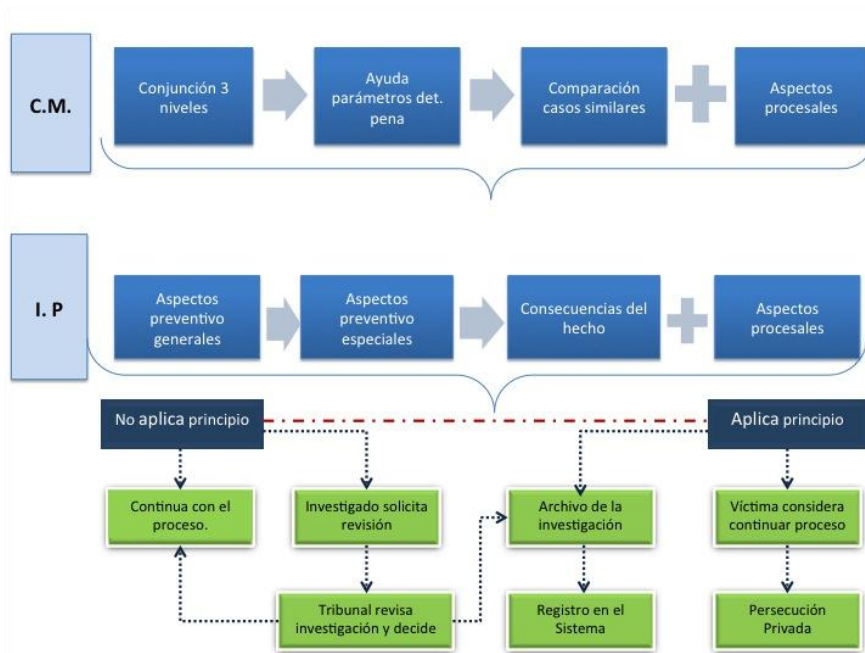 C.M.
Conjunción 3
niveles
Ayuda
parámetros det.
pena
Comparación
casos similares
Aspectos
procesales
I. P
Aspectos
preventivo
generales
Aspectos
preventivo
especiales
Consecuencias del
hecho
Aspectos
procesales
No aplica principio
Aplica principio
Continua con el
proceso.
Investigado solicita
revisión
Archivo de la
investigación
Víctima considera
continuar proceso
Tribunal revisa
investigación y decide
Registro en el
Sistema
Persecución
Privada